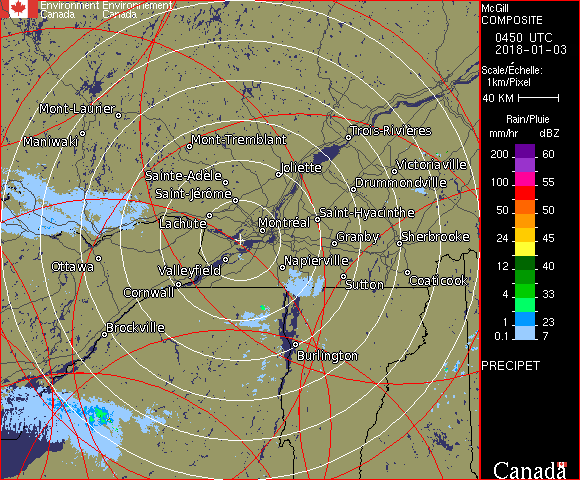 Environment Environnement
Canada Canada
McGill
COMPOSITE
0450 UTC
2018-01-03
Scale/Échelle:
1km/Pixel
40 KM
Rain/Pluie
mm/hr dBZ
200 60
150 55
100 55
50 50
24 45
12 40
4 33
1 23
0.1 7
PRECIPET
Canada
Mont-Laurier
Maniwaki
Mont-Tremblant
Trois-Rivières
Sainte-Adèle
Joliette
Victoriaville
Saint-Jérôme
Drummondville
Lachute
Montréal
Saint-Hyacinthe
Granby
Sherbrooke
Ottawa
Valleyfield
Napierville
Cornwall
Sutton
Coaticook
Brockville
Burlington